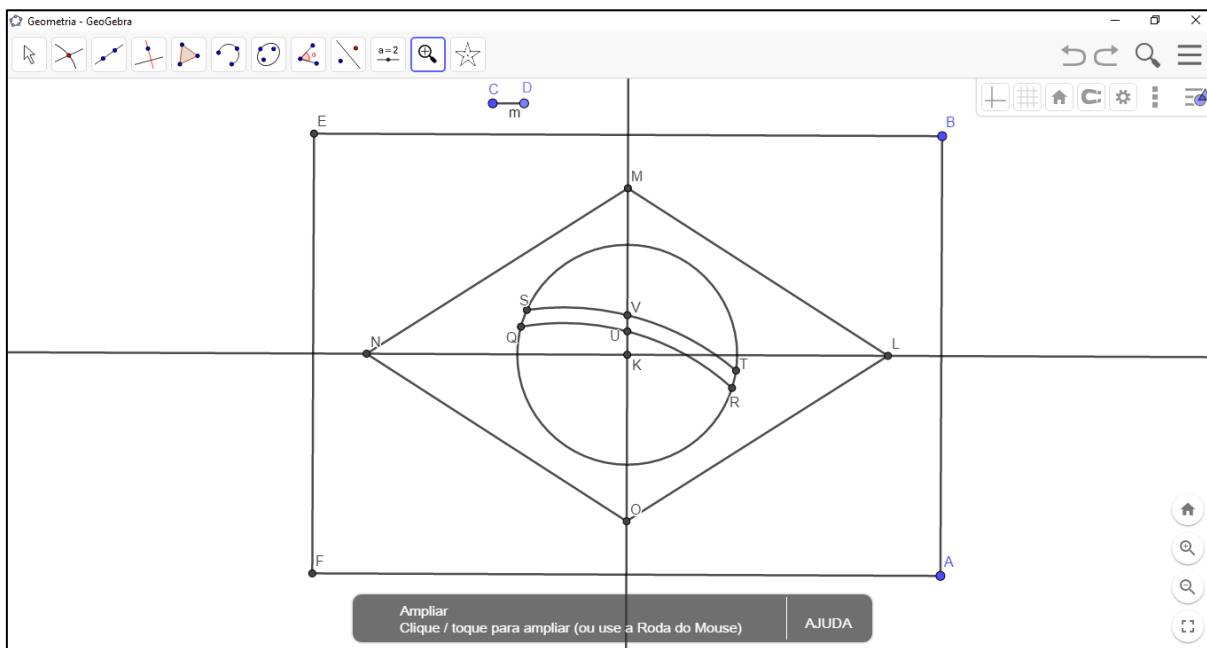 Geometria - GeoGebra
a=2
C D
m
E
B
M
S
V
Q
U
N
L
K
T
R
O
F
A
Ampliar
Clique / toque para ampliar (ou use a Roda do Mouse)
AJUDA